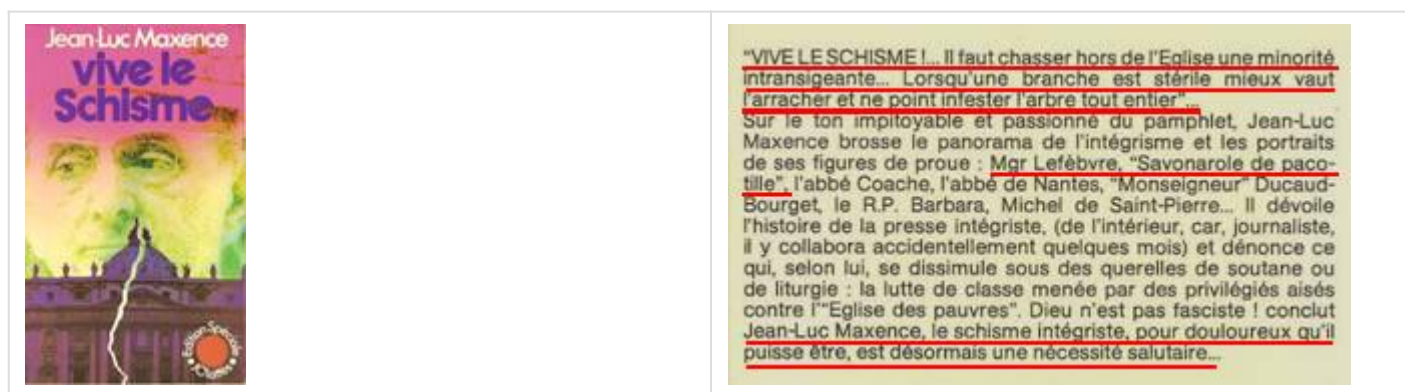 Jean-Luc Maxence
vive le
Schisme
Edition Spéciale
"VIVE LE SCHISME !... Il faut chasser hors de l'Eglise une minorité
intransigeante... Lorsqu'une branche est stérile mieux vaut
l'arracher et ne point infester l'arbre tout entier"...
Sur le ton impitoyable et passionné du pamphlet, Jean-Luc
Maxence brosse le panorama de l'intégrisme et les portraits
de ses figures de proue : Mgr Lefèbvre, "Savonarole de paco-
tille", l'abbé Coache, l'abbé de Nantes, "Monseigneur" Ducaud-
Bourget, le R.P. Barbara, Michel de Saint-Pierre... Il dévoile
l'histoire de la presse intégriste, (de l'intérieur, car, journaliste,
il y collabora accidentellement quelques mois) et dénonce ce
qui, selon lui, se dissimule sous des querelles de soutane ou
de liturgie : la lutte de classe menée par des privilégiés aisés
contre l'"Eglise des pauvres". Dieu n'est pas fasciste ! conclut
Jean-Luc Maxence, le schisme intégriste, pour douloureux qu'il
puisse être, est désormais une nécessité salutaire...